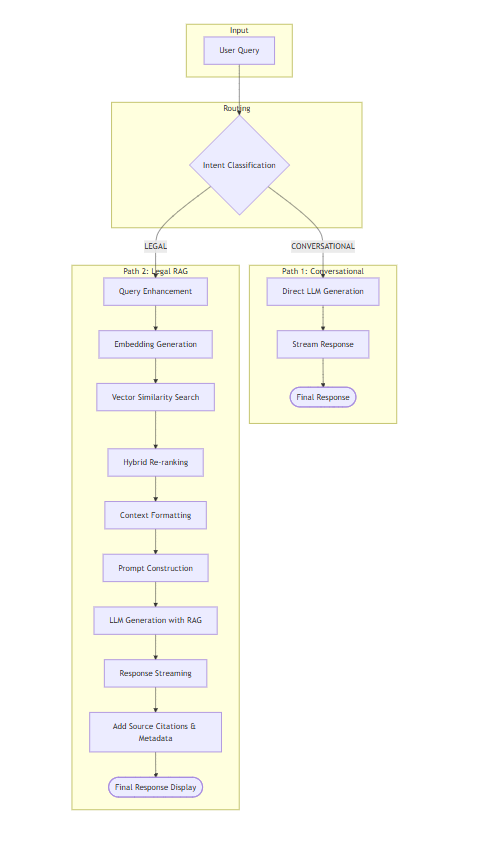 Input
User Query
Routing
Intent Classification
LEGAL
CONVERSATIONAL
Path 2: Legal RAG
Query Enhancement
Embedding Generation
Vector Similarity Search
Hybrid Re-ranking
Context Formatting
Prompt Construction
LLM Generation with RAG
Response Streaming
Add Source Citations &
Metadata
Final Response Display
Path 1: Conversational
Direct LLM Generation
Stream Response
Final Response